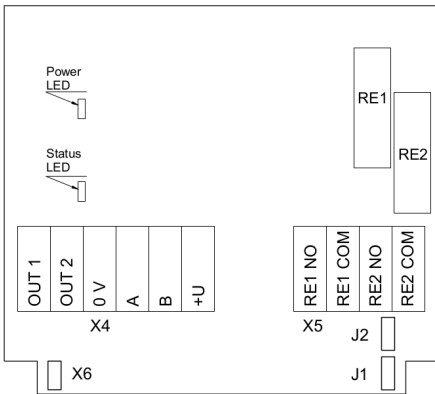 Power
LED
RE1
RE2
Status
LED
OUT 1
OUT 2
0 V
A
B
+U
RE1 NO
RE1 COM
RE2 NO
RE2 COM
X4
X5
J2
X6
J1